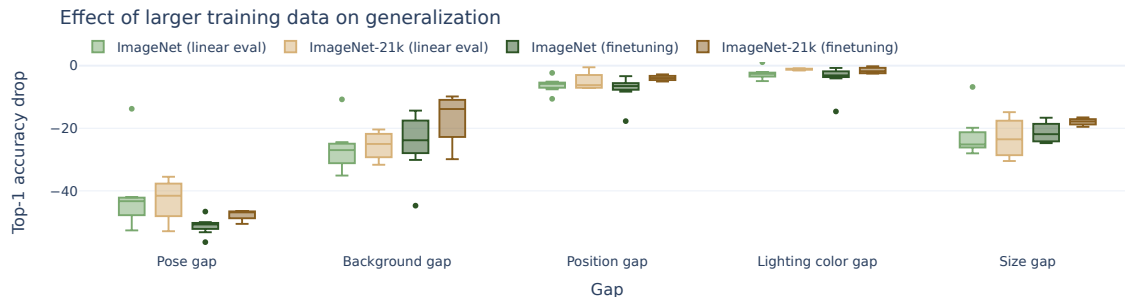 Effect of larger training data on generalization
ImageNet (linear eval) ImageNet-21k (linear eval) ImageNet (finetuning) ImageNet-21k (finetuning)
0
−20
−40
Top-1 accuracy drop
Pose gap Background gap Position gap Lighting color gap Size gap
Gap